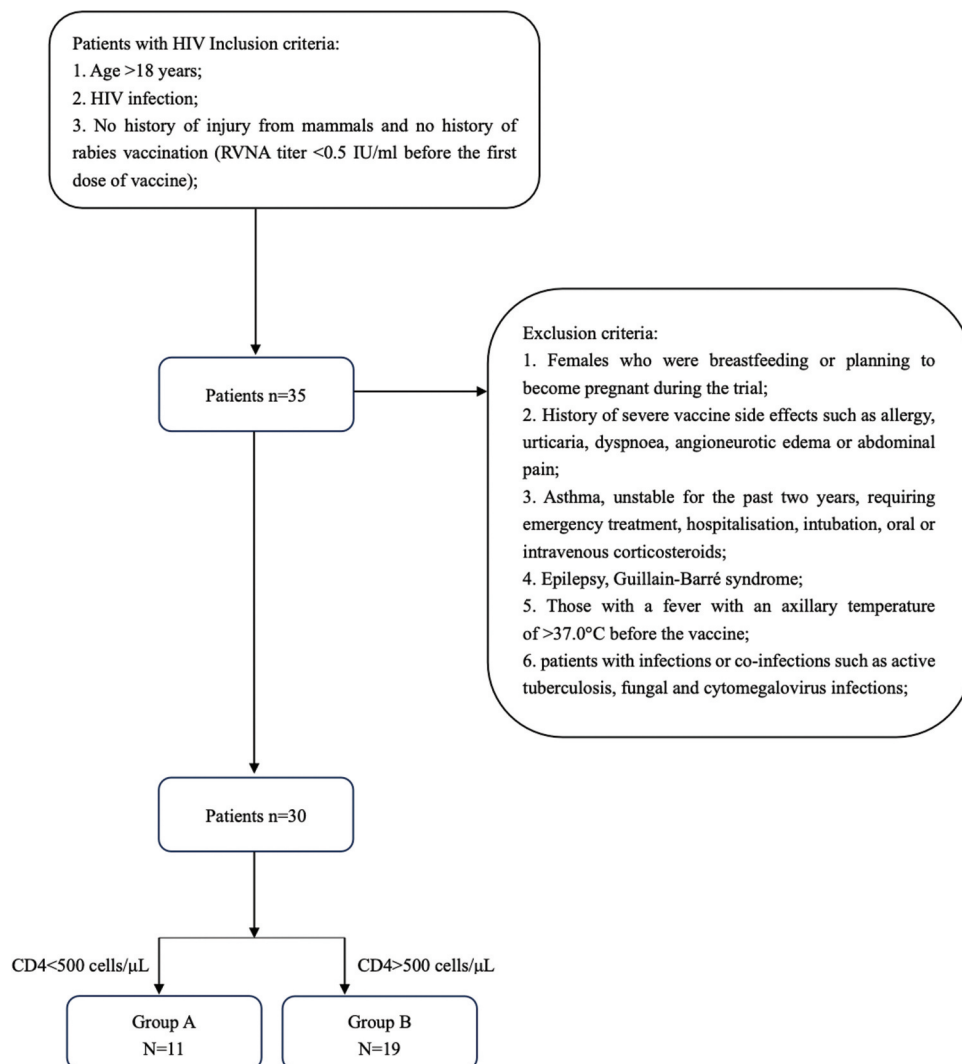 Patients with HIV Inclusion criteria:
1. Age >18 years;
2. HIV infection;
3. No history of injury from mammals and no history of
rabies vaccination (RVNA titer <0.5 IU/ml before the first
dose of vaccine);
Patients n=35
Exclusion criteria:
1. Females who were breastfeeding or planning to
become pregnant during the trial;
2. History of severe vaccine side effects such as allergy,
urticaria, dyspnoea, angioneurotic edema or abdominal
pain;
3. Asthma, unstable for the past two years, requiring
emergency treatment, hospitalisation, intubation, oral or
intravenous corticosteroids;
4. Epilepsy, Guillain-Barré syndrome;
5. Those with a fever with an axillary temperature
of >37.0°C before the vaccine;
6. patients with infections or co-infections such as active
tuberculosis, fungal and cytomegalovirus infections;
Patients n=30
CD4<500 cells/μL
CD4>500 cells/μL
Group A
N=11
Group B
N=19